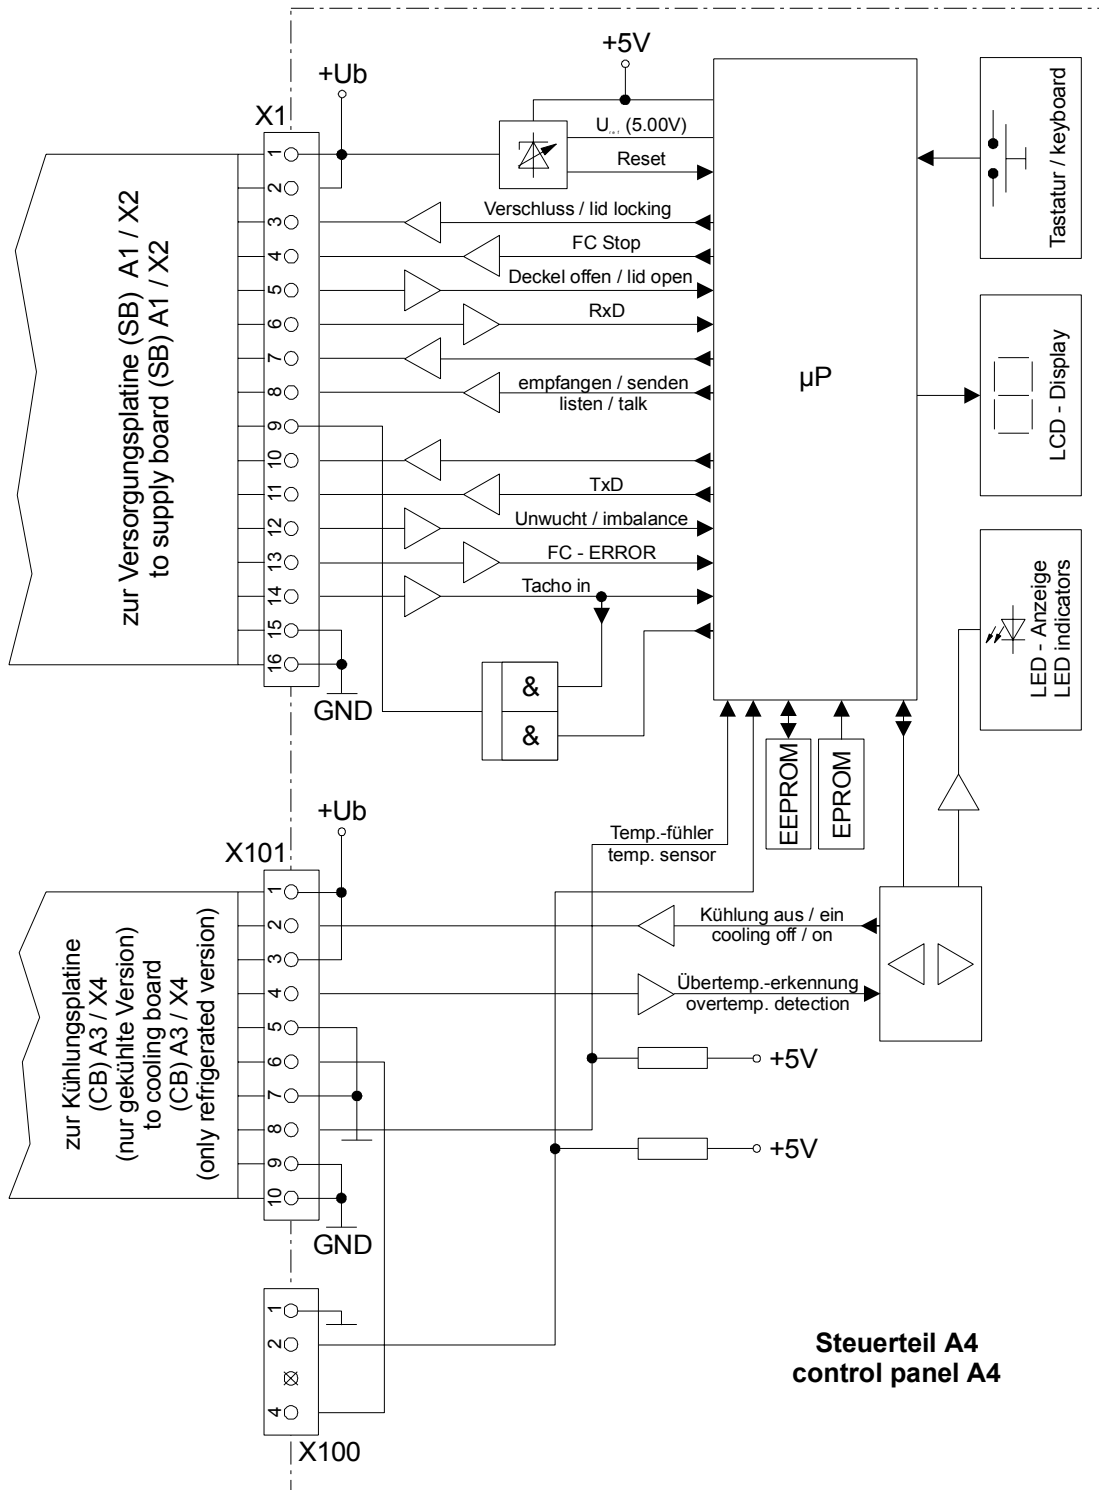 +5V
+Ub
X1
U (5.00V)
Reset
Verschluss / lid locking
FC Stop
Deckel offen / lid open
RxD
empfangen / senden
listen / talk
TxD
Unwucht / imbalance
FC - ERROR
Tacho in
1
2
3
4
5
6
7
8
9
10
11
12
13
14
15
16
zur Versorgungsplatine (SB) A1 / X2
to supply board (SB) A1 / X2
GND
&
&
µP
Tastatur / keyboard
LCD - Display
LED - Anzeige
LED indicators
EEPROM
EPROM
+Ub
X101
Temp.-fühler
temp. sensor
Kühlung aus / ein
cooling off / on
Übertemp.-erkennung
overtemp. detection
+5V
+5V
1
2
3
4
5
6
7
8
9
10
zur Kühlungsplatine
(CB) A3 / X4
(nur gekühlte Version)
to cooling board
(CB) A3 / X4
(only refrigerated version)
GND
1
2
4
X100
Steuerteil A4
control panel A4